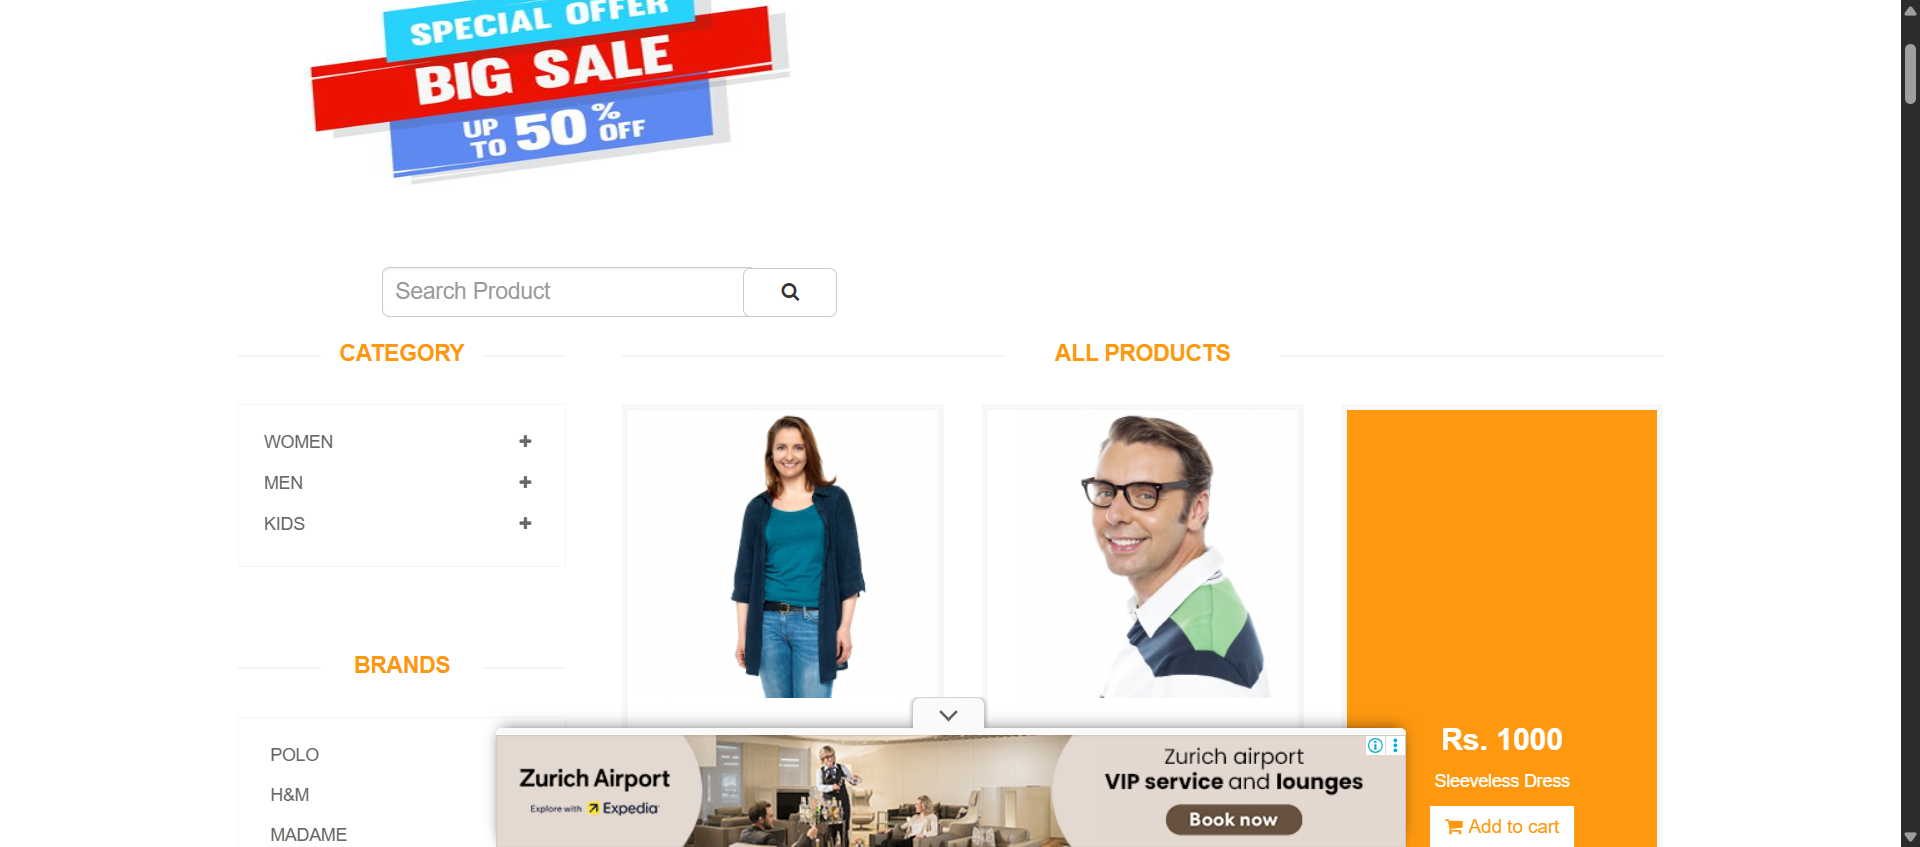 SPECIAL OFFER
BIG SALE
UP TO 50% OFF
Search Product
CATEGORY
WOMEN
MEN
KIDS
BRANDS
POLO
H&M
MADAME
ALL PRODUCTS
Rs. 1000
Sleeveless Dress
Add to cart
Zurich Airport
Explore with Expedia
Zurich airport
VIP service and lounges
Book now